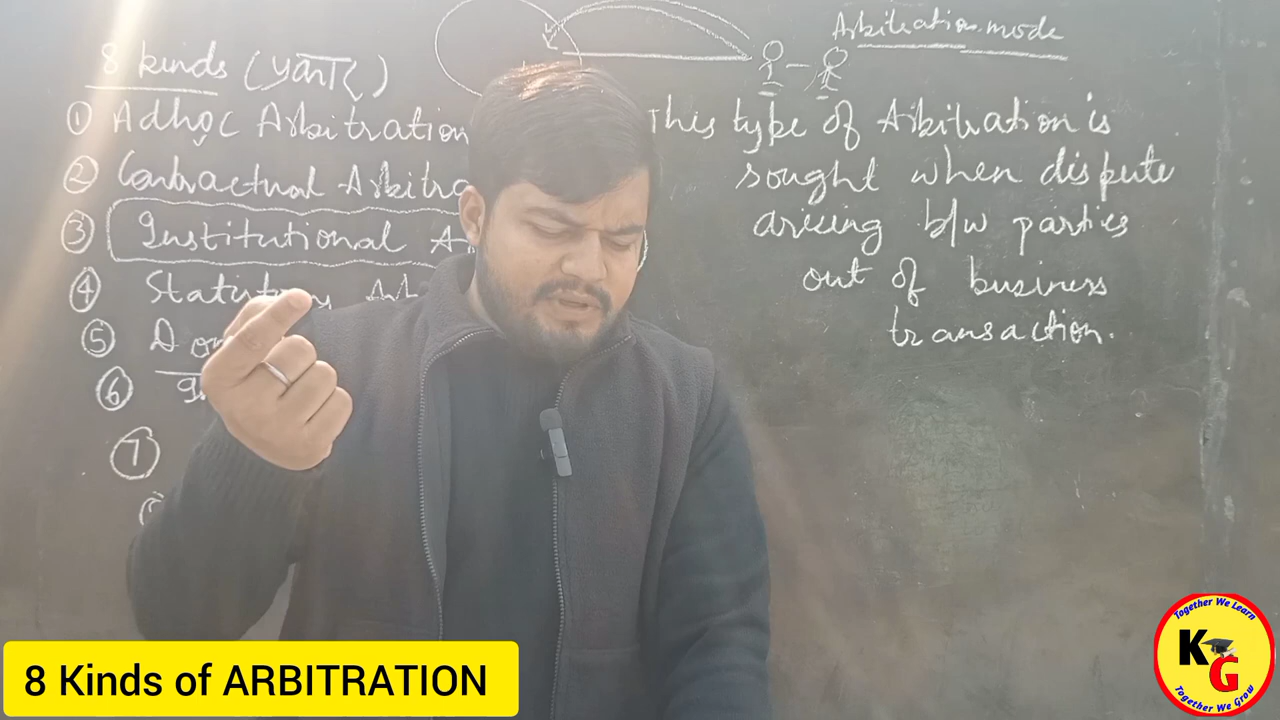 8 kinds (प्रकार)
① Adhoc Arbitration
② Contractual Arbitra
③ Institutional A
④
⑤ Do
⑥
⑦
Arbitration mode
This type of Arbitration is
sought when dispute
arising b/w parties
out of business
transaction.
8 Kinds of ARBITRATION
Together We Learn
KG
Together We Grow